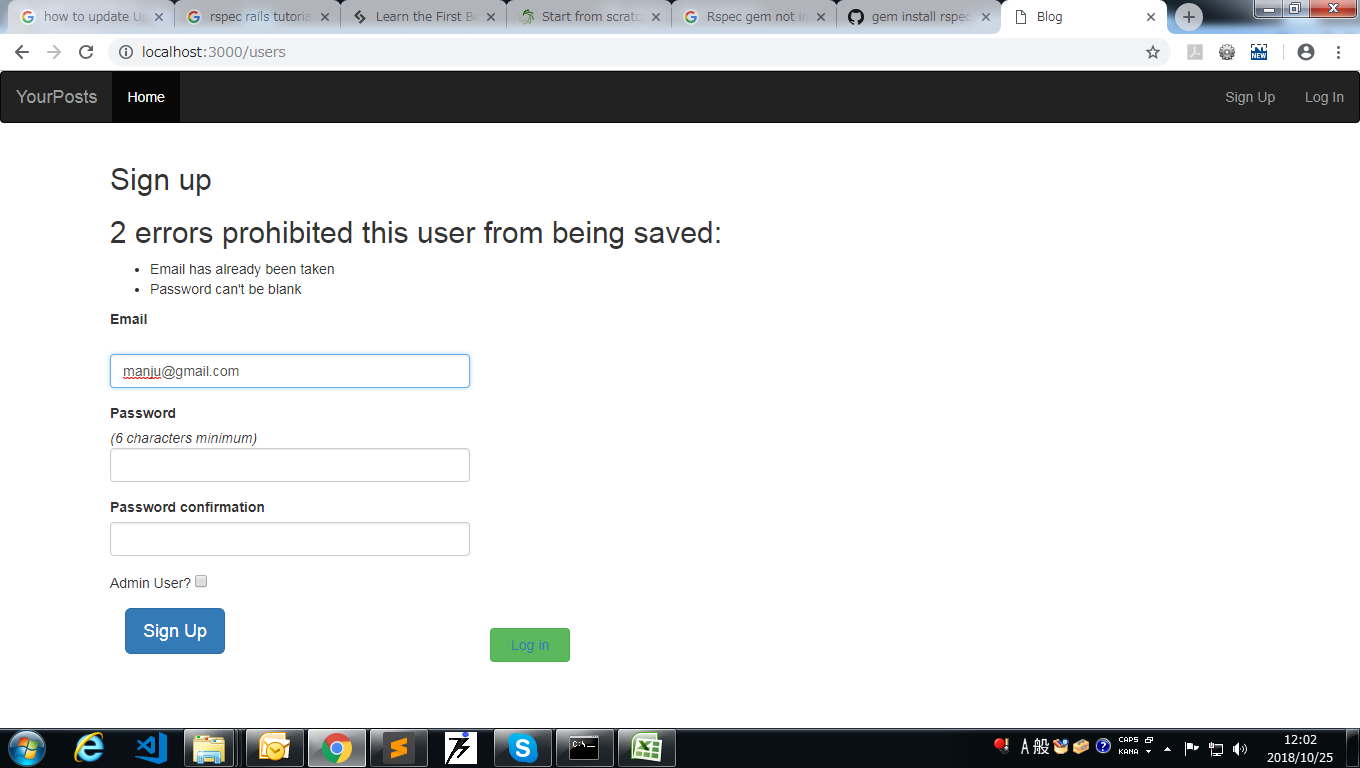 how to update Us
rspec rails tutoria
Learn the First Be
Start from scratc
Rspec gem not in
gem install rspec
Blog
localhost:3000/users
NEW
YourPosts
Home
Sign Up
Log In
Sign up
2 errors prohibited this user from being saved:
Email has already been taken
Password can't be blank
Email
manju@gmail.com
Password
(6 characters minimum)
Password confirmation
Admin User?
Sign Up
Log in
A 般
CAPS
KANA
12:02
2018/10/25